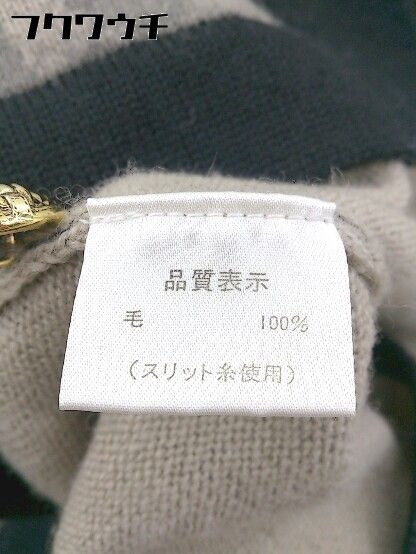 フクワウチ
品質表示
毛 100%
(スリット糸使用)